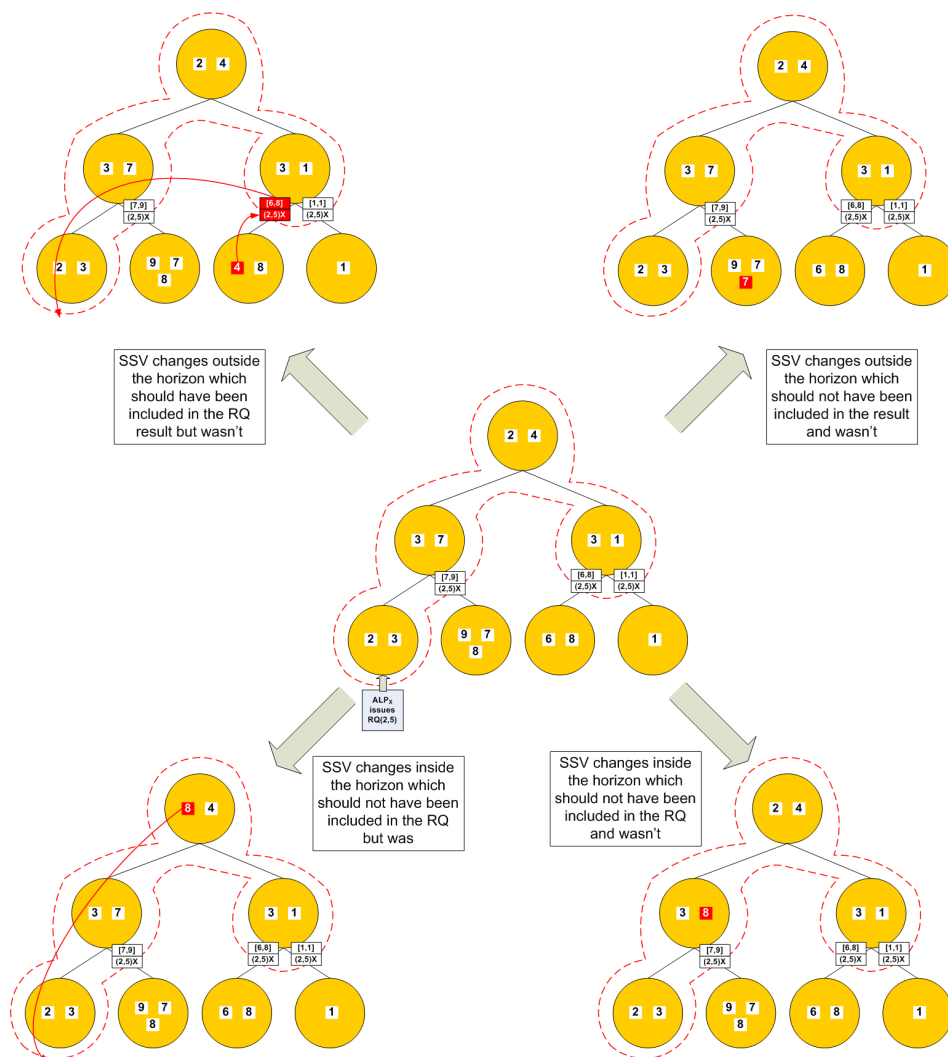 2 4
3 7
3 1
[7,9]
(2,5)X
[6,8]
(2,5)X
[1,1]
(2,5)X
2 3
9 7
8
4 8
1
2 4
3 7
3 1
[7,9]
(2,5)X
[6,8]
(2,5)X
[1,1]
(2,5)X
2 3
9 7
7
6 8
1
SSV changes outside
the horizon which
should have been
included in the RQ
result but wasn't
SSV changes outside
the horizon which
should not have been
included in the result
and wasn't
2 4
3 7
3 1
[7,9]
(2,5)X
[6,8]
(2,5)X
[1,1]
(2,5)X
2 3
9 7
8
6 8
1
ALPX
issues
RQ(2,5)
SSV changes inside
the horizon which
should not have been
included in the RQ
but was
SSV changes inside
the horizon which
should not have been
included in the RQ
and wasn't
8 4
3 7
3 1
[7,9]
(2,5)X
[6,8]
(2,5)X
[1,1]
(2,5)X
2 3
9 7
8
6 8
1
2 4
3 8
3 1
[7,9]
(2,5)X
[6,8]
(2,5)X
[1,1]
(2,5)X
2 3
9 7
8
6 8
1